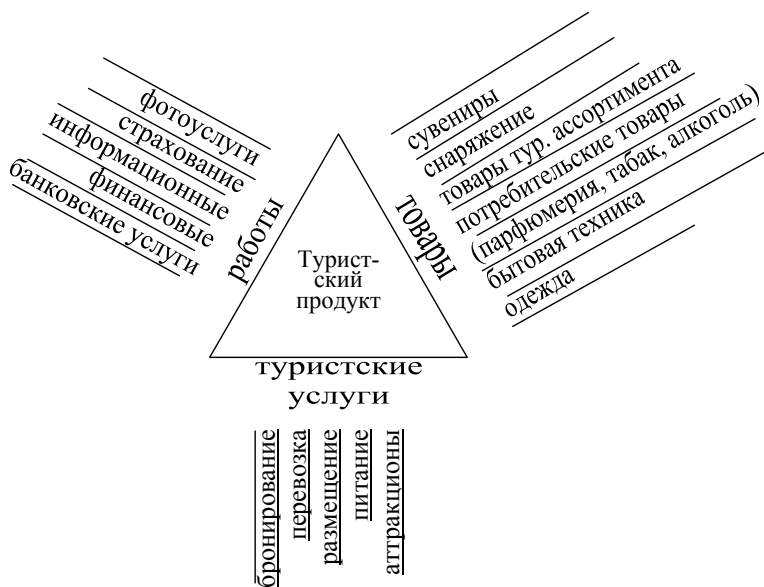 фотоуслуги
страхование
информационные
финансовые
банковские услуги
работы
сувениры
снаряжение
товары тур. ассортимента
потребительские товары
(парфюмерия, табак, алкоголь)
бытовая техника
одежда
товары
Турист-
ский
продукт
туристские
услуги
бронирование
перевозка
размещение
питание
аттракционы